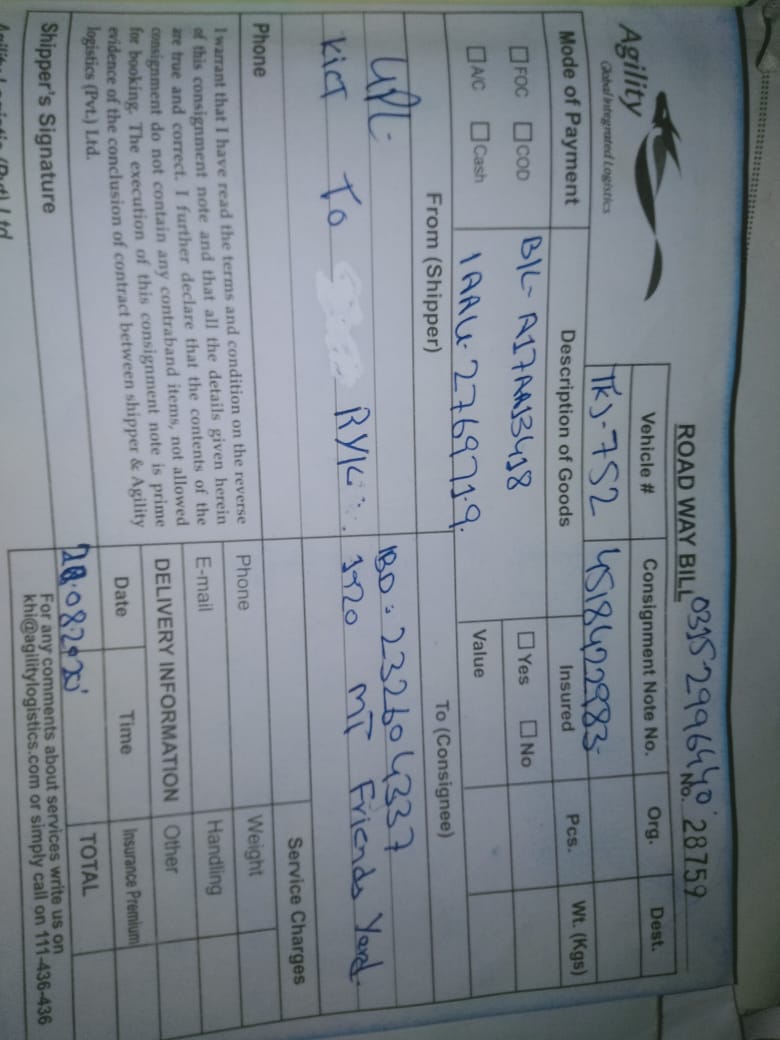 ROAD WAY BILL 0315-2996440 No. 28759
Agility
Global Integrated Logistics
Vehicle # Consignment Note No. Org. Dest.
TKJ-752 4518422983
Mode of Payment Description of Goods Insured Pcs. Wt. (Kgs)
FOC COD B/L- A17AA13418 Yes No
A/C Cash IAAU-2769719. Value
From (Shipper) To (Consignee)
UPL IBD: 232604337
KICT To RYK 1x20 MT Friends Yard
Service Charges
Phone Phone Weight
I warrant that I have read the terms and condition on the reverse
of this consignment note and that all the details given herein
are true and correct. I further declare that the contents of the
consignment do not contain any contraband items, not allowed
for booking. The execution of this consignment note is prime
evidence of the conclusion of contract between shipper & Agility
logistics (Pvt.) Ltd.
E-mail Handling
DELIVERY INFORMATION Other
Date Time Insurance Premium
TOTAL
Shipper's Signature
For any comments about services write us on
khi@agilitylogistics.com or simply call on 111-436-436
Agility Logistic (Pvt) Ltd